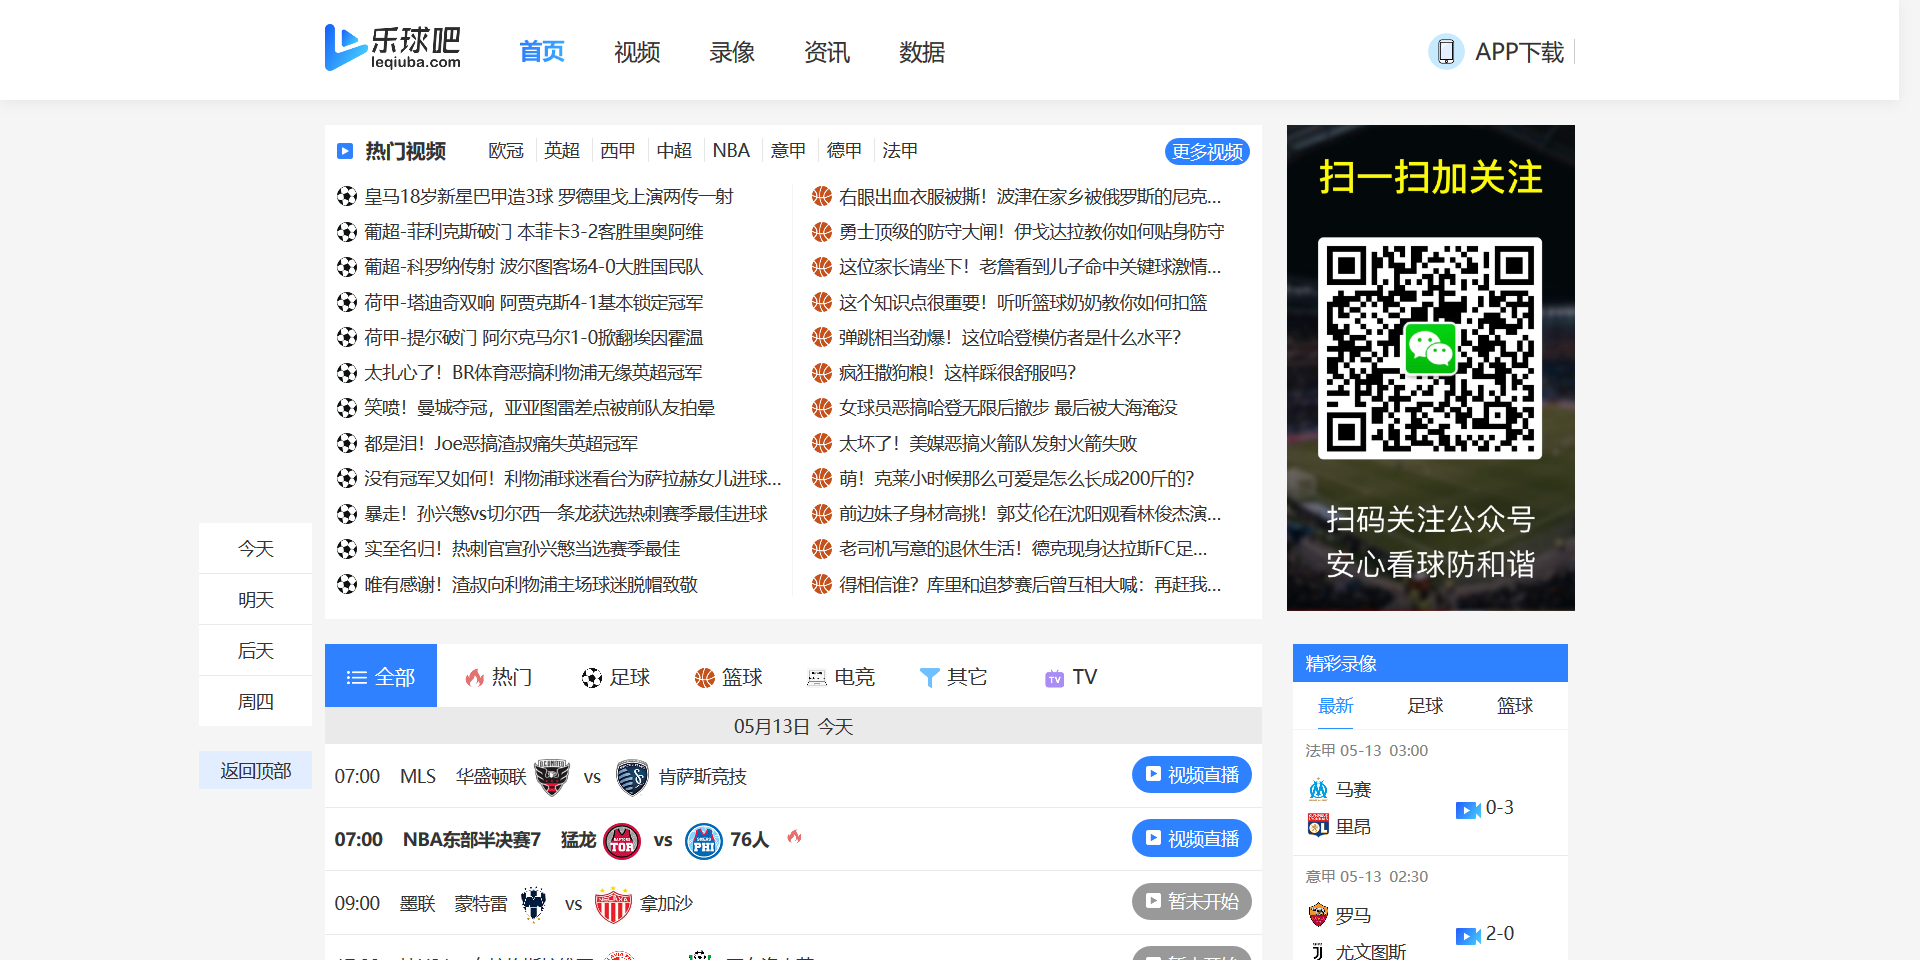 乐球吧
leqiuba.com
首页 视频 录像 资讯 数据
APP下载
热门视频 欧冠 英超 西甲 中超 NBA 意甲 德甲 法甲 更多视频
皇马18岁新星巴甲造3球 罗德里戈上演两传一射
葡超-菲利克斯破门 本菲卡3-2客胜里奥阿维
葡超-科罗纳传射 波尔图客场4-0大胜国民队
荷甲-塔迪奇双响 阿贾克斯4-1基本锁定冠军
荷甲-提尔破门 阿尔克马尔1-0掀翻埃因霍温
太扎心了！BR体育恶搞利物浦无缘英超冠军
笑喷！曼城夺冠，亚亚图雷差点被前队友拍晕
都是泪！Joe恶搞渣叔痛失英超冠军
没有冠军又如何！利物浦球迷看台为萨拉赫女儿进球...
暴走！孙兴慜vs切尔西一条龙获选热刺赛季最佳进球
实至名归！热刺官宣孙兴慜当选赛季最佳
唯有感谢！渣叔向利物浦主场球迷脱帽致敬
右眼出血衣服被撕！波津在家乡被俄罗斯的尼克...
勇士顶级的防守大闸！伊戈达拉教你如何贴身防守
这位家长请坐下！老詹看到儿子命中关键球激情...
这个知识点很重要！听听篮球奶奶教你如何扣篮
弹跳相当劲爆！这位哈登模仿者是什么水平？
疯狂撒狗粮！这样踩很舒服吗？
女球员恶搞哈登无限后撤步 最后被大海淹没
太坏了！美媒恶搞火箭队发射火箭失败
萌！克莱小时候那么可爱是怎么长成200斤的？
前边妹子身材高挑！郭艾伦在沈阳观看林俊杰演...
老司机写意的退休生活！德克现身达拉斯FC足...
得相信谁？库里和追梦赛后曾互相大喊：再赶我...
扫一扫加关注
扫码关注公众号
安心看球防和谐
今天
明天
后天
周四
返回顶部
全部 热门 足球 篮球 电竞 其它 TV
05月13日 今天
07:00 MLS 华盛顿联 vs 肯萨斯竞技 视频直播
07:00 NBA东部半决赛7 猛龙 TOR vs PHI 76人 视频直播
09:00 墨联 蒙特雷 vs 拿加沙 暂未开始
精彩录像
最新 足球 篮球
法甲 05-13 03:00
马赛
0-3
里昂
意甲 05-13 02:30
罗马
2-0
尤文图斯